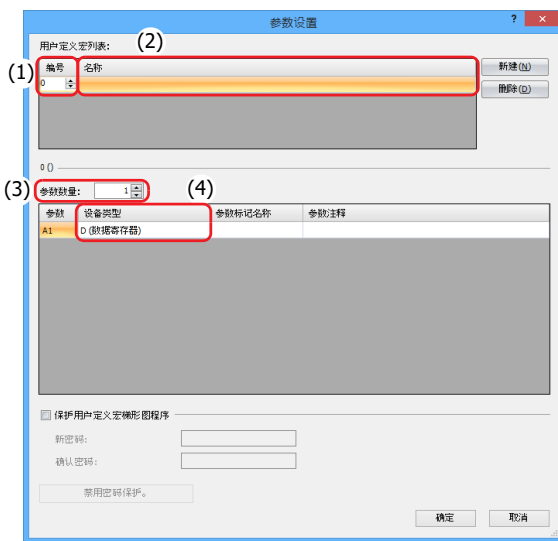 参数设置 ? ×
用户定义宏列表: (2)
(1) 编号 名称 新建(N)
0 删除(D)
0 ()
(3) 参数数量: 1 (4)
参数 设备类型 参数标记名称 参数注释
A1 D (数据寄存器)
保护用户定义宏梯形图程序
新密码:
确认密码:
禁用密码保护。
确定 取消